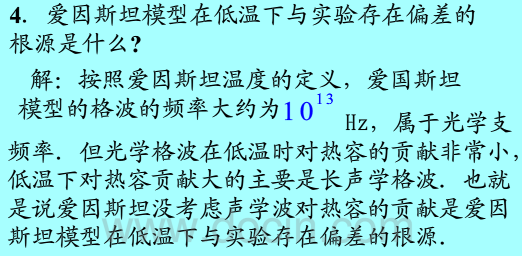 4. 爱因斯坦模型在低温下与实验存在偏差的
根源是什么?
解：按照爱因斯坦温度的定义，爱国斯坦
模型的格波的频率大约为10¹³ Hz，属于光学支
频率．但光学格波在低温时对热容的贡献非常小，
低温下对热容贡献大的主要是长声学格波．也就
是说爱因斯坦没考虑声学波对热容的贡献是爱因
斯坦模型在低温下与实验存在偏差的根源．